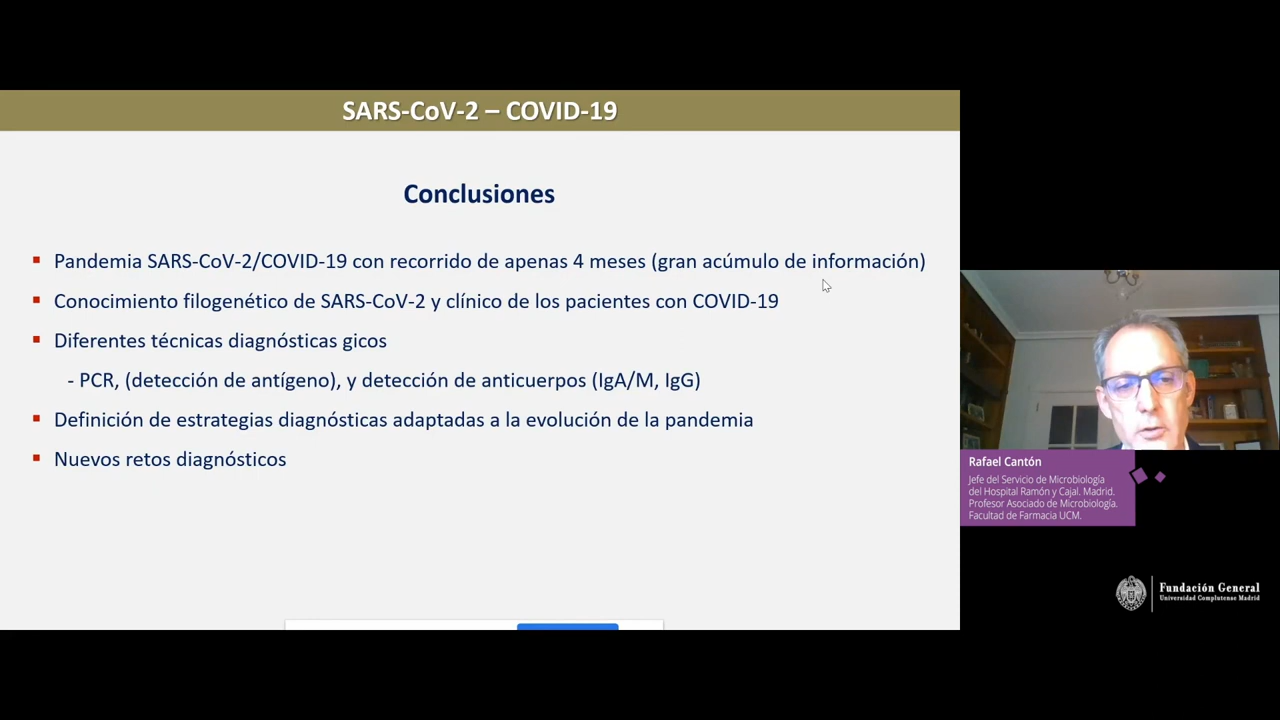 SARS-CoV-2 – COVID-19
Conclusiones
Pandemia SARS-CoV-2/COVID-19 con recorrido de apenas 4 meses (gran acúmulo de información)
Conocimiento filogenético de SARS-CoV-2 y clínico de los pacientes con COVID-19
Diferentes técnicas diagnósticas gicos
- PCR, (detección de antígeno), y detección de anticuerpos (IgA/M, IgG)
Definición de estrategias diagnósticas adaptadas a la evolución de la pandemia
Nuevos retos diagnósticos
Rafael Cantón
Jefe del Servicio de Microbiología
del Hospital Ramón y Cajal. Madrid.
Profesor Asociado de Microbiología.
Facultad de Farmacia UCM.
Fundación General
Universidad Complutense Madrid